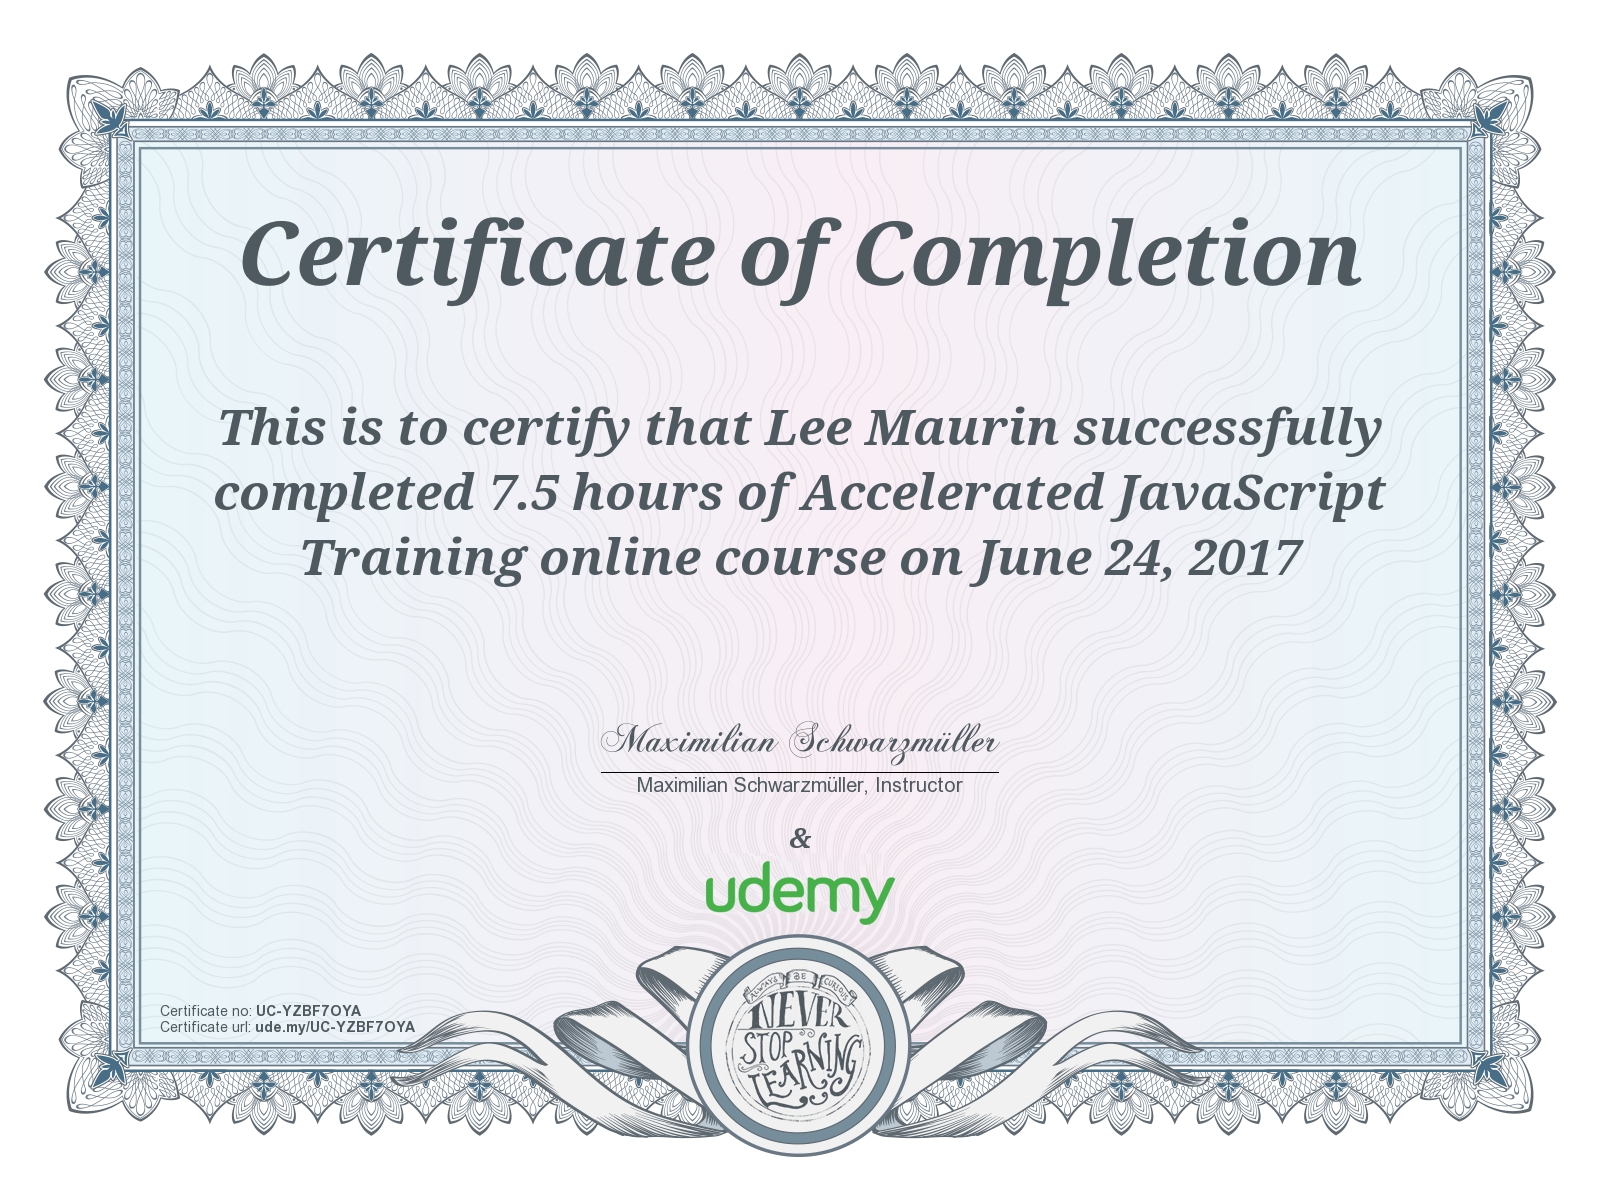 Certificate of Completion
This is to certify that Lee Maurin successfully
completed 7.5 hours of Accelerated JavaScript
Training online course on June 24, 2017
Maximilian Schwarzmüller
Maximilian Schwarzmüller, Instructor
&
udemy
Certificate no: UC-YZBF7OYA
Certificate url: ude.my/UC-YZBF7OYA
ALWAYS BE CURIOUS
NEVER
STOP
LEARNING